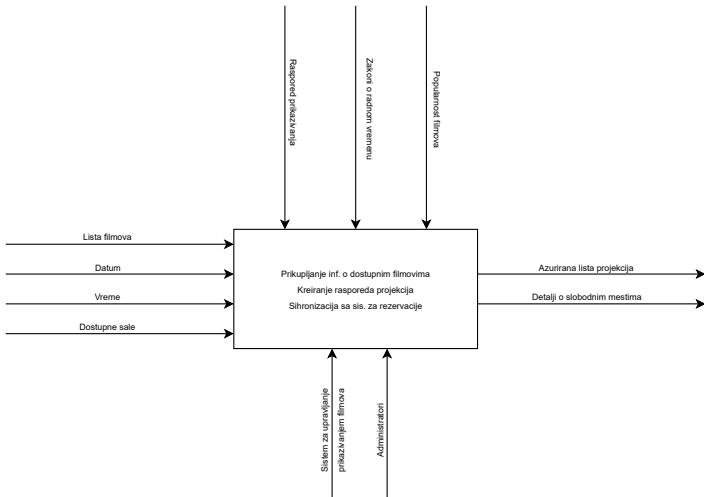 Raspored
prikazivanja
Zakoni o radnom
vremenu
Popularnost filmova
Lista filmova
Datum
Vreme
Dostupne sale
Prikupljanje inf. o dostupnim filmovima
Kreiranje rasporeda projekcija
Sihronizacija sa sis. za rezervacije
Azurirana lista projekcija
Detalji o slobodnim mestima
Sistem za upravljanje
prikazivanjem filmova
Administratori